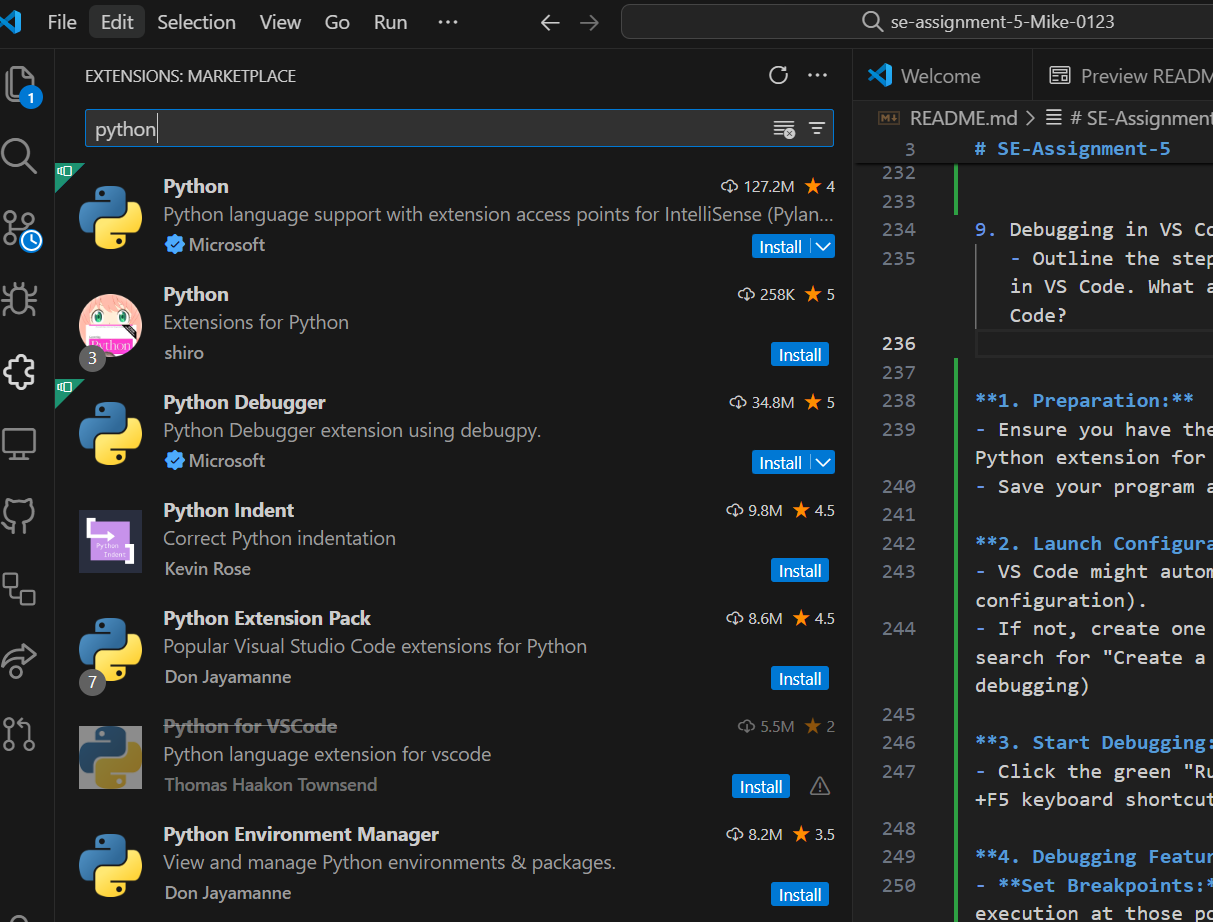 File Edit Selection View Go Run ··· se-assignment-5-Mike-0123
EXTENSIONS: MARKETPLACE
python
1
Python 127.2M 4
Python language support with extension access points for IntelliSense (Pylan...
Microsoft Install
Python 258K 5
Extensions for Python
shiro Install
Python
3
Python Debugger 34.8M 5
Python Debugger extension using debugpy.
Microsoft Install
Python Indent 9.8M 4.5
Correct Python indentation
Kevin Rose Install
Python
Indent
Python Extension Pack 8.6M 4.5
Popular Visual Studio Code extensions for Python
Don Jayamanne Install
7
Python for VSCode 5.5M 2
Python language extension for vscode
Thomas Haakon Townsend Install
Python Environment Manager 8.2M 3.5
View and manage Python environments & packages.
Don Jayamanne Install
Welcome Preview READM
README.md > # SE-Assignment
3 # SE-Assignment-5
232
233
234 9. Debugging in VS Co
235 - Outline the step
in VS Code. What a
Code?
236
237
238 **1. Preparation:**
239 - Ensure you have the
Python extension for
240 - Save your program a
241
242 **2. Launch Configura
243 - VS Code might autom
configuration).
244 - If not, create one
search for "Create a
debugging)
245
246 **3. Start Debugging:
247 - Click the green "Ru
+F5 keyboard shortcut
248
249 **4. Debugging Featur
250 - **Set Breakpoints:*
execution at those po